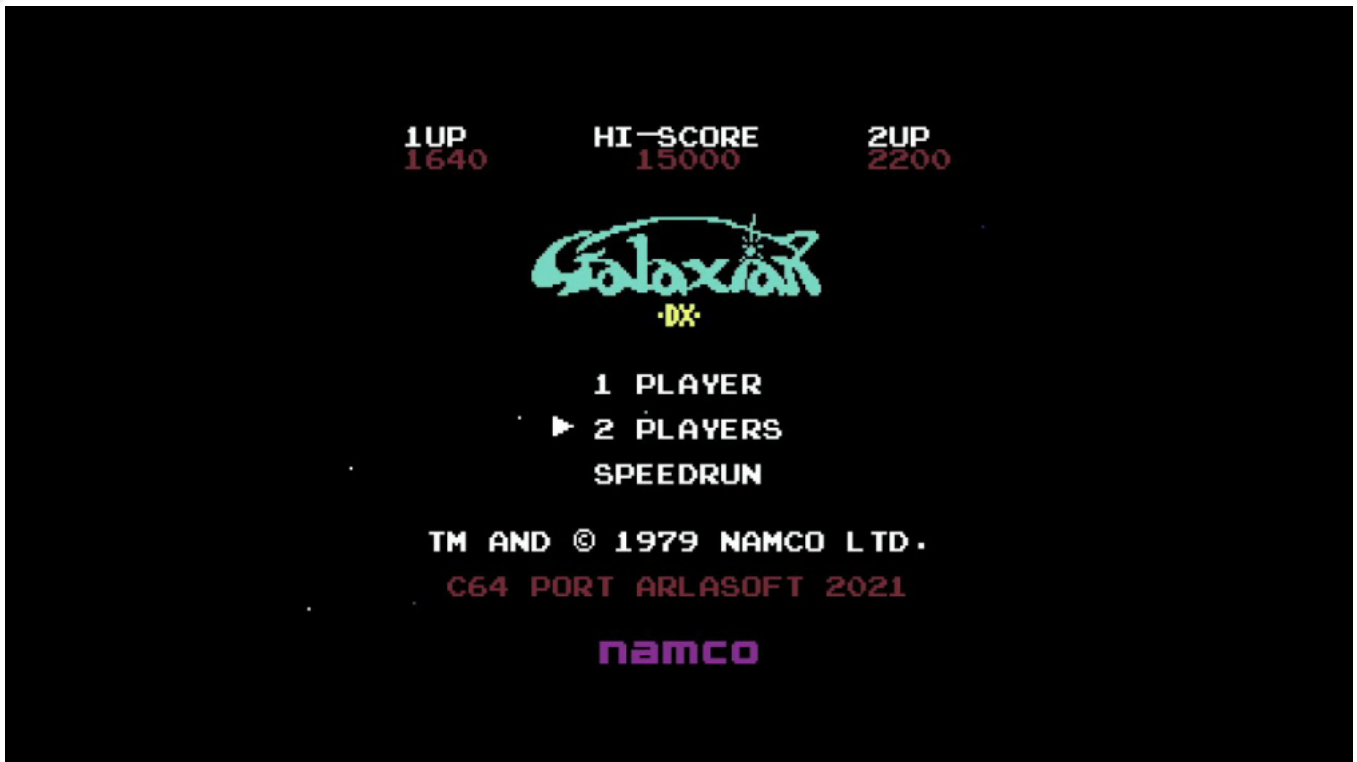 1UP HI-SCORE 2UP
1640 15000 2200
Galaxian
·DX·
1 PLAYER
▶ 2 PLAYERS
SPEEDRUN
TM AND © 1979 NAMCO LTD.
C64 PORT ARLASOFT 2021
namco